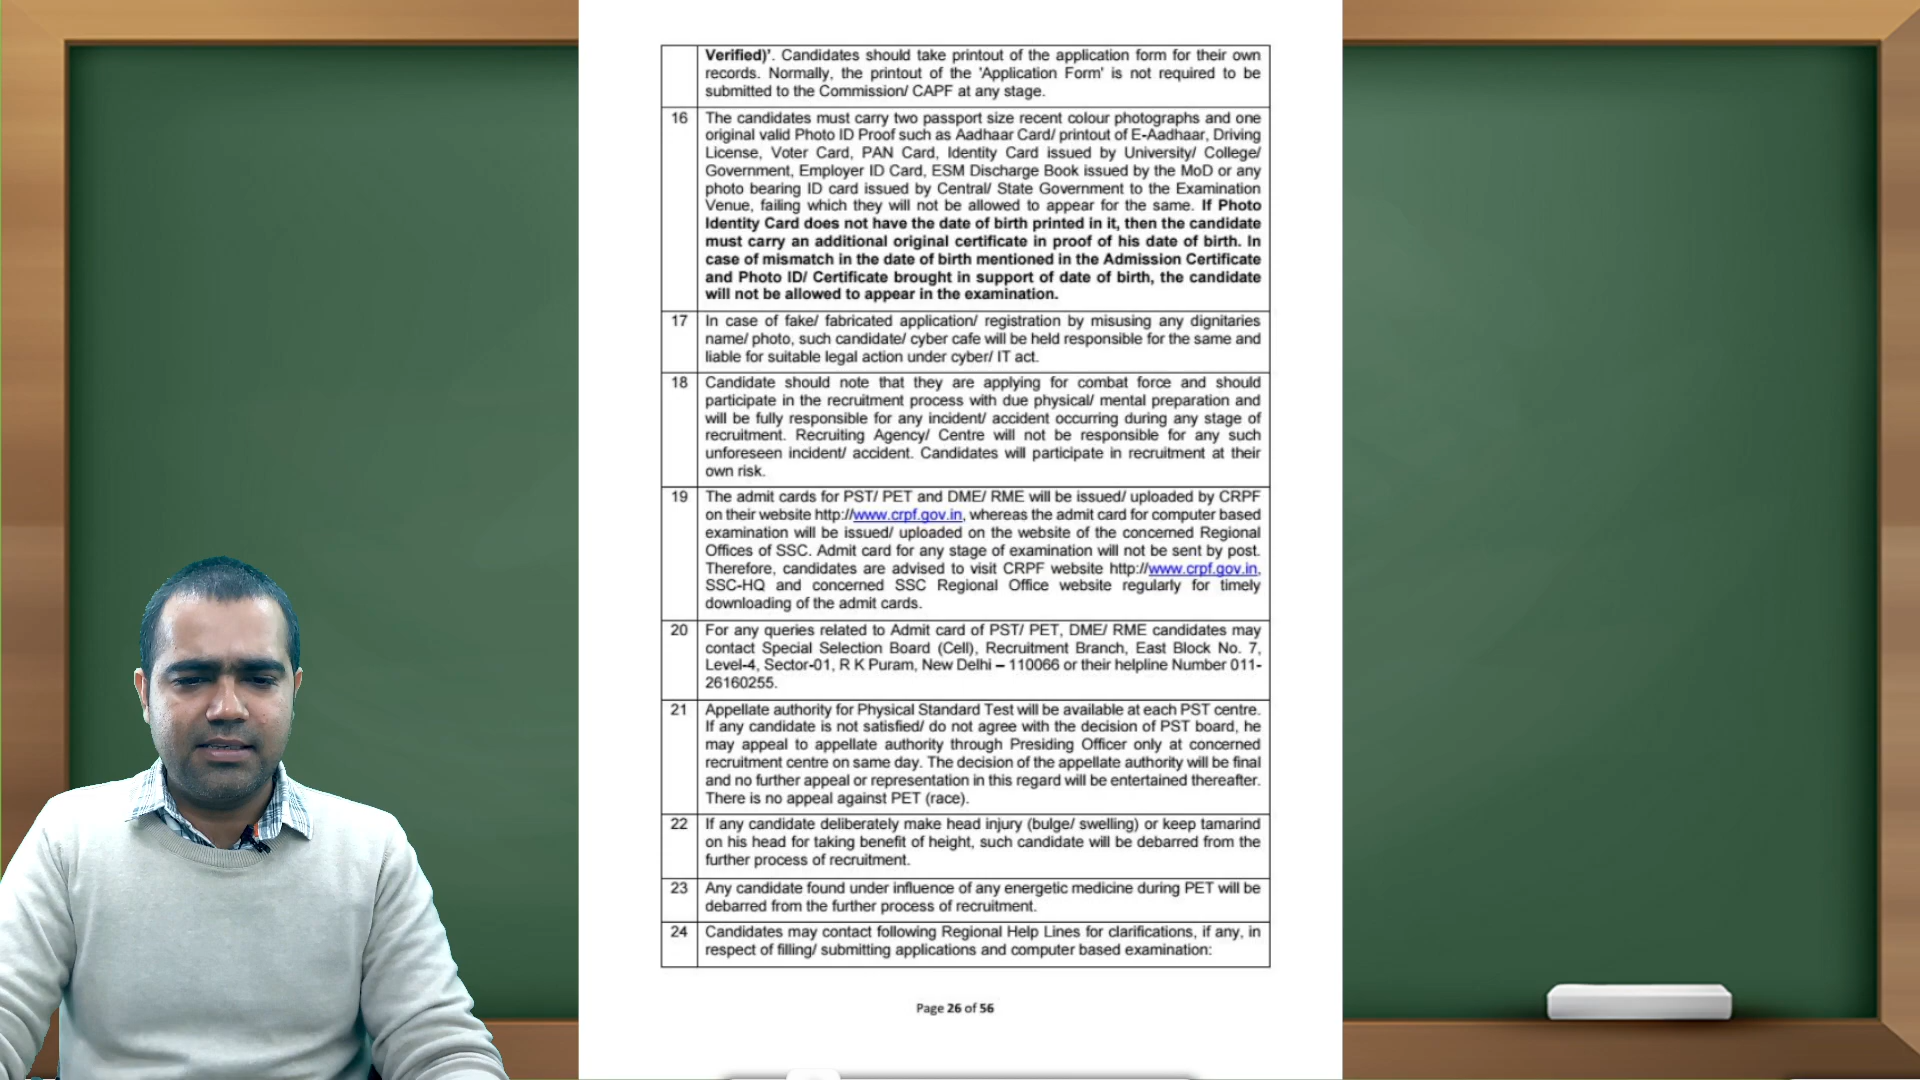 Verified)'. Candidates should take printout of the application form for their own
records. Normally, the printout of the 'Application Form' is not required to be
submitted to the Commission/ CAPF at any stage.
16 The candidates must carry two passport size recent colour photographs and one
original valid Photo ID Proof such as Aadhaar Card/ printout of E-Aadhaar, Driving
License, Voter Card, PAN Card, Identity Card issued by University/ College/
Government, Employer ID Card, ESM Discharge Book issued by the MoD or any
photo bearing ID card issued by Central/ State Government to the Examination
Venue, failing which they will not be allowed to appear for the same. If Photo
Identity Card does not have the date of birth printed in it, then the candidate
must carry an additional original certificate in proof of his date of birth. In
case of mismatch in the date of birth mentioned in the Admission Certificate
and Photo ID/ Certificate brought in support of date of birth, the candidate
will not be allowed to appear in the examination.
17 In case of fake/ fabricated application/ registration by misusing any dignitaries
name/ photo, such candidate/ cyber cafe will be held responsible for the same and
liable for suitable legal action under cyber/ IT act.
18 Candidate should note that they are applying for combat force and should
participate in the recruitment process with due physical/ mental preparation and
will be fully responsible for any incident/ accident occurring during any stage of
recruitment. Recruiting Agency/ Centre will not be responsible for any such
unforeseen incident/ accident. Candidates will participate in recruitment at their
own risk.
19 The admit cards for PST/ PET and DME/ RME will be issued/ uploaded by CRPF
on their website http://www.crpf.gov.in, whereas the admit card for computer based
examination will be issued/ uploaded on the website of the concerned Regional
Offices of SSC. Admit card for any stage of examination will not be sent by post.
Therefore, candidates are advised to visit CRPF website http://www.crpf.gov.in,
SSC-HQ and concerned SSC Regional Office website regularly for timely
downloading of the admit cards.
20 For any queries related to Admit card of PST/ PET, DME/ RME candidates may
contact Special Selection Board (Cell), Recruitment Branch, East Block No. 7,
Level-4, Sector-01, R K Puram, New Delhi – 110066 or their helpline Number 011-
26160255.
21 Appellate authority for Physical Standard Test will be available at each PST centre.
If any candidate is not satisfied/ do not agree with the decision of PST board, he
may appeal to appellate authority through Presiding Officer only at concerned
recruitment centre on same day. The decision of the appellate authority will be final
and no further appeal or representation in this regard will be entertained thereafter.
There is no appeal against PET (race).
22 If any candidate deliberately make head injury (bulge/ swelling) or keep tamarind
on his head for taking benefit of height, such candidate will be debarred from the
further process of recruitment.
23 Any candidate found under influence of any energetic medicine during PET will be
debarred from the further process of recruitment.
24 Candidates may contact following Regional Help Lines for clarifications, if any, in
respect of filling/ submitting applications and computer based examination:
Page 26 of 56